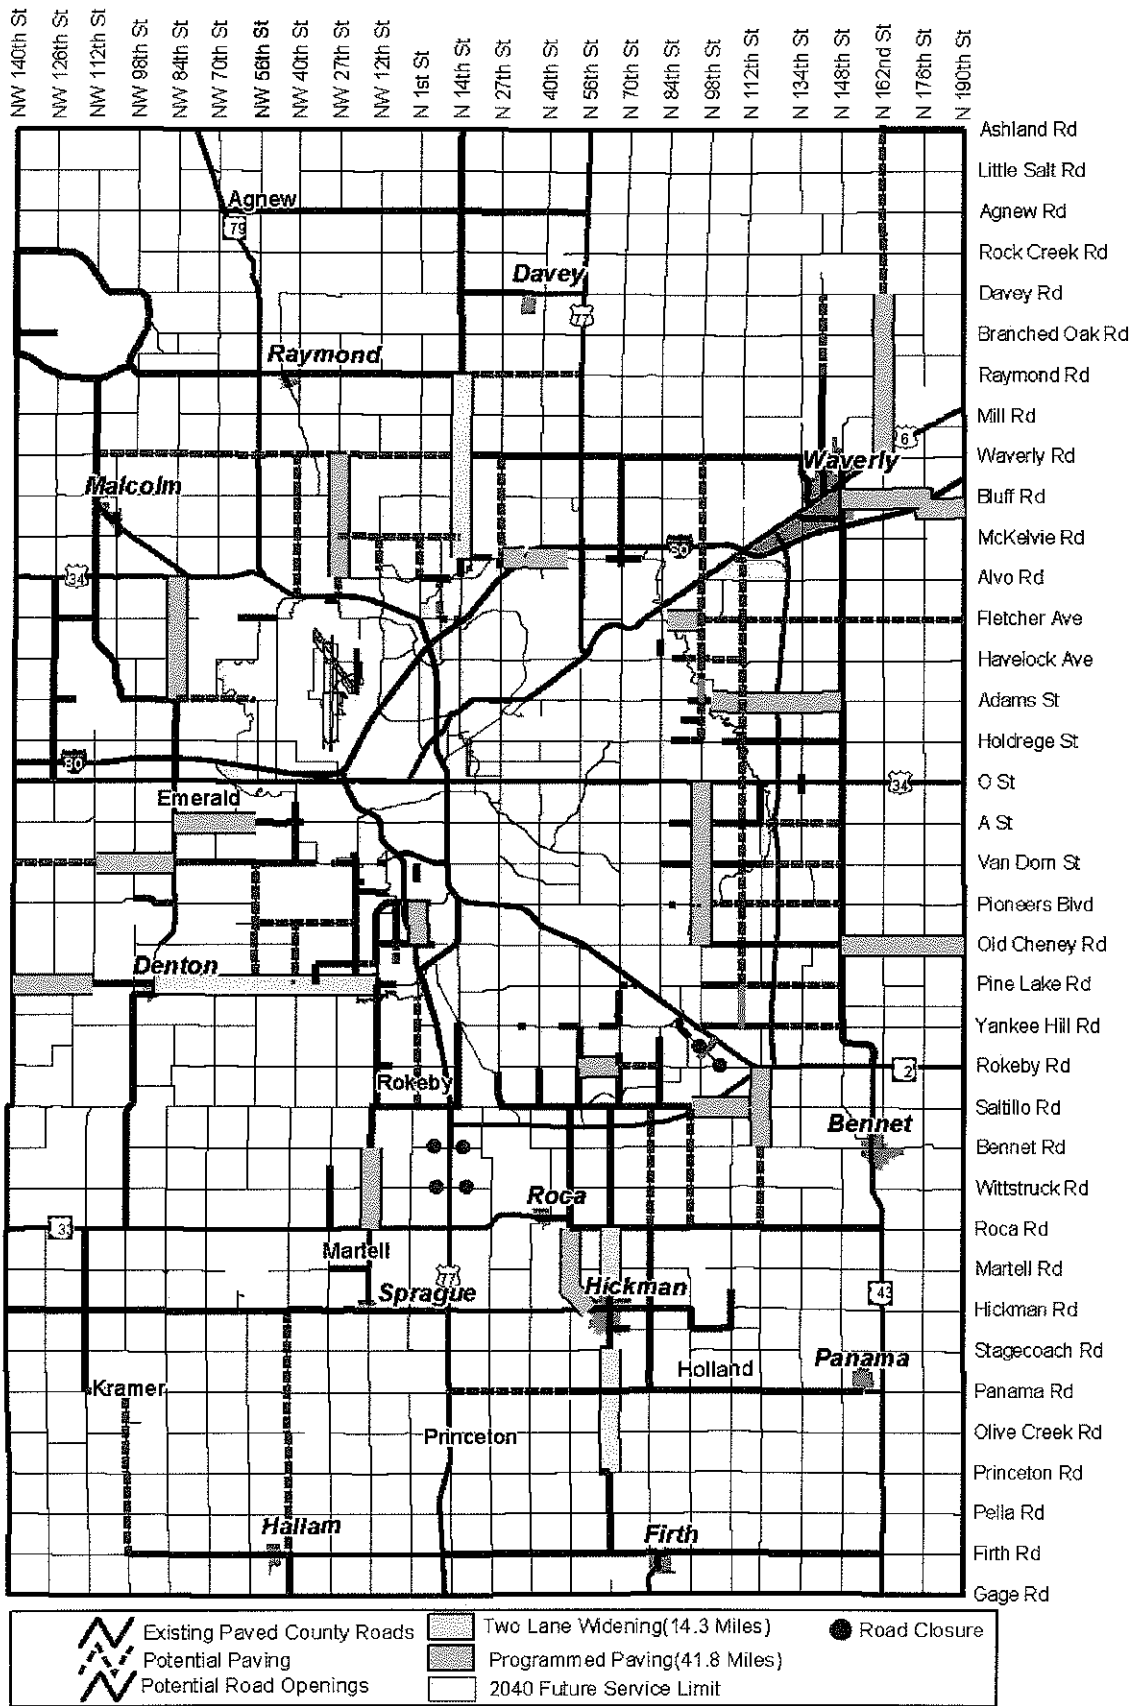 NW 140th St
NW 126th St
NW 112th St
NW 98th St
NW 84th St
NW 70th St
NW 56th St
NW 40th St
NW 27th St
NW 12th St
N 1st St
N 14th St
N 27th St
N 40th St
N 56th St
N 70th St
N 84th St
N 98th St
N 112th St
N 134th St
N 148th St
N 162nd St
N 176th St
N 190th St
Ashland Rd
Little Salt Rd
Agnew
Agnew Rd
79
Rock Creek Rd
Davey
Davey Rd
77
Branched Oak Rd
Raymond
Raymond Rd
Mill Rd
6
Waverly
Waverly Rd
Malcolm
Bluff Rd
McKelvie Rd
80
34
Alvo Rd
Fletcher Ave
Havelock Ave
Adams St
Holdrege St
80
O St
34
Emerald
A St
Van Dorn St
Pioneers Blvd
Old Cheney Rd
Denton
Pine Lake Rd
Yankee Hill Rd
Rokeby Rd
2
Rokeby
Saltillo Rd
Bennet
Bennet Rd
Wittstruck Rd
Roca
33
Roca Rd
Martell
Martell Rd
77
Sprague
Hickman
43
Hickman Rd
Stagecoach Rd
Holland
Panama
Kramer
Panama Rd
Princeton
Olive Creek Rd
Princeton Rd
Pella Rd
Hallam
Firth
Firth Rd
Gage Rd
Existing Paved County Roads
Potential Paving
Potential Road Openings
Two Lane Widening(14.3 Miles)
Programmed Paving(41.8 Miles)
2040 Future Service Limit
Road Closure